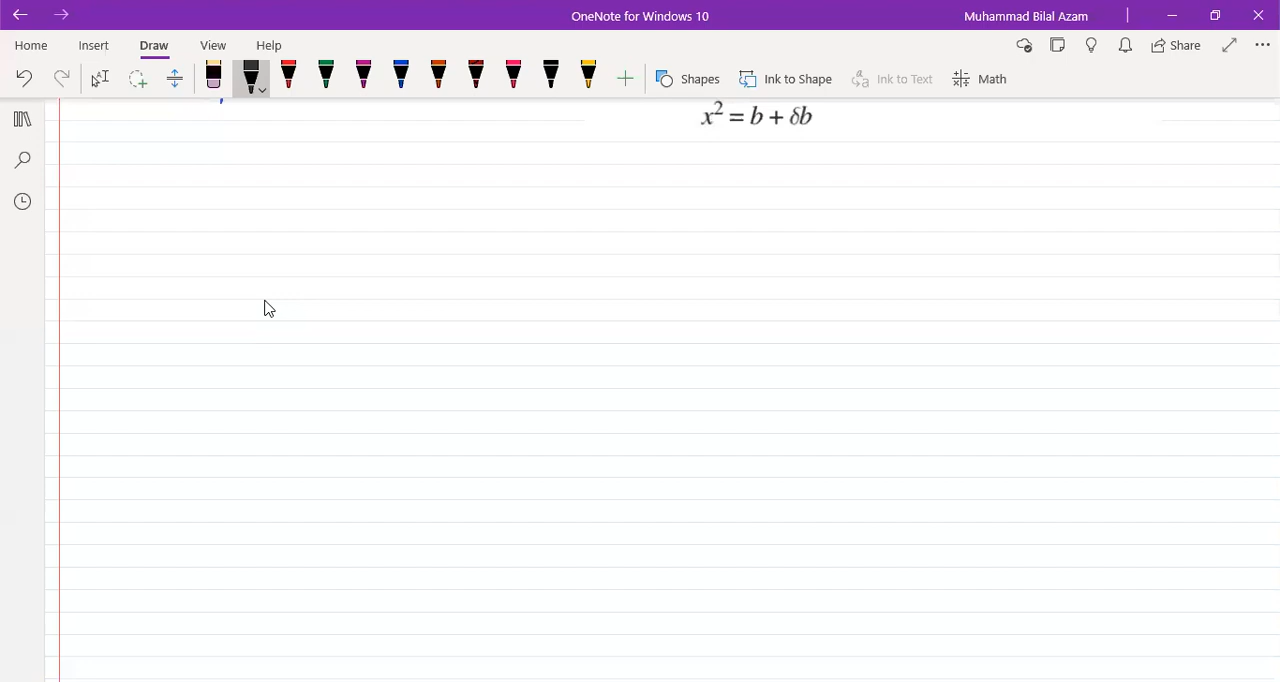 OneNote for Windows 10
Muhammad Bilal Azam
Home Insert Draw View Help
Share
Shapes Ink to Shape Ink to Text Math
x² = b + δb